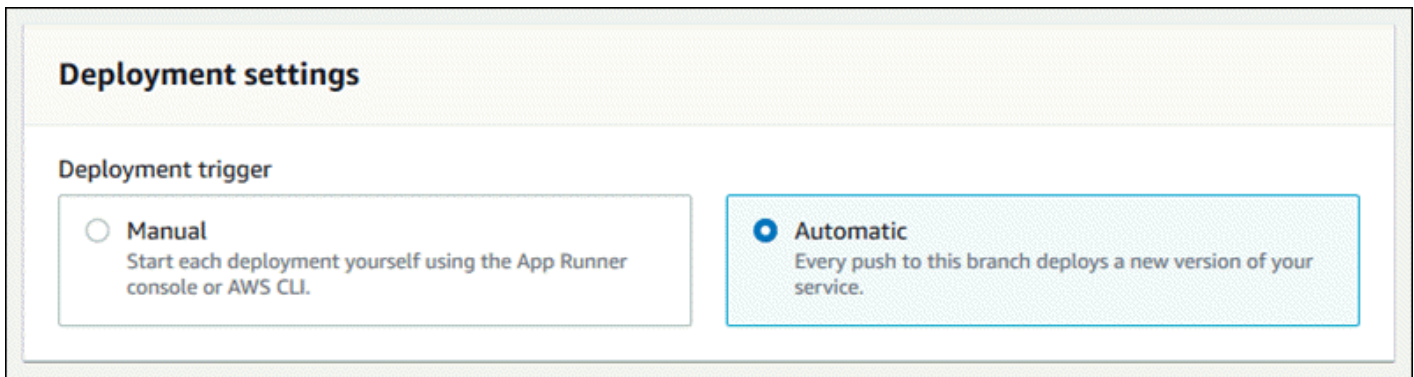 Deployment settings
Deployment trigger
Manual
Start each deployment yourself using the App Runner
console or AWS CLI.
Automatic
Every push to this branch deploys a new version of your
service.